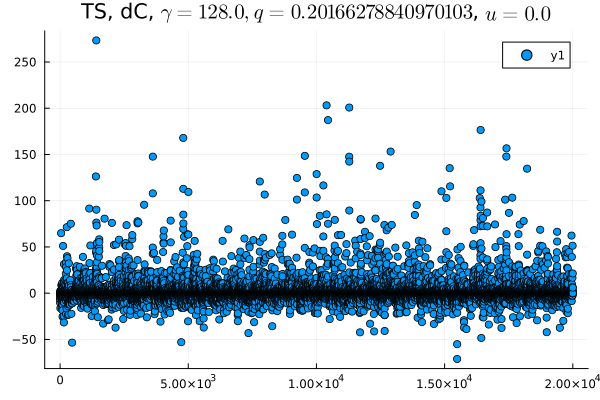 TS, dC, γ = 128.0, q = 0.20166278840970103, u = 0.0
y1
250
200
150
100
50
0
−50
0 5.00×10³ 1.00×10⁴ 1.50×10⁴ 2.00×10⁴